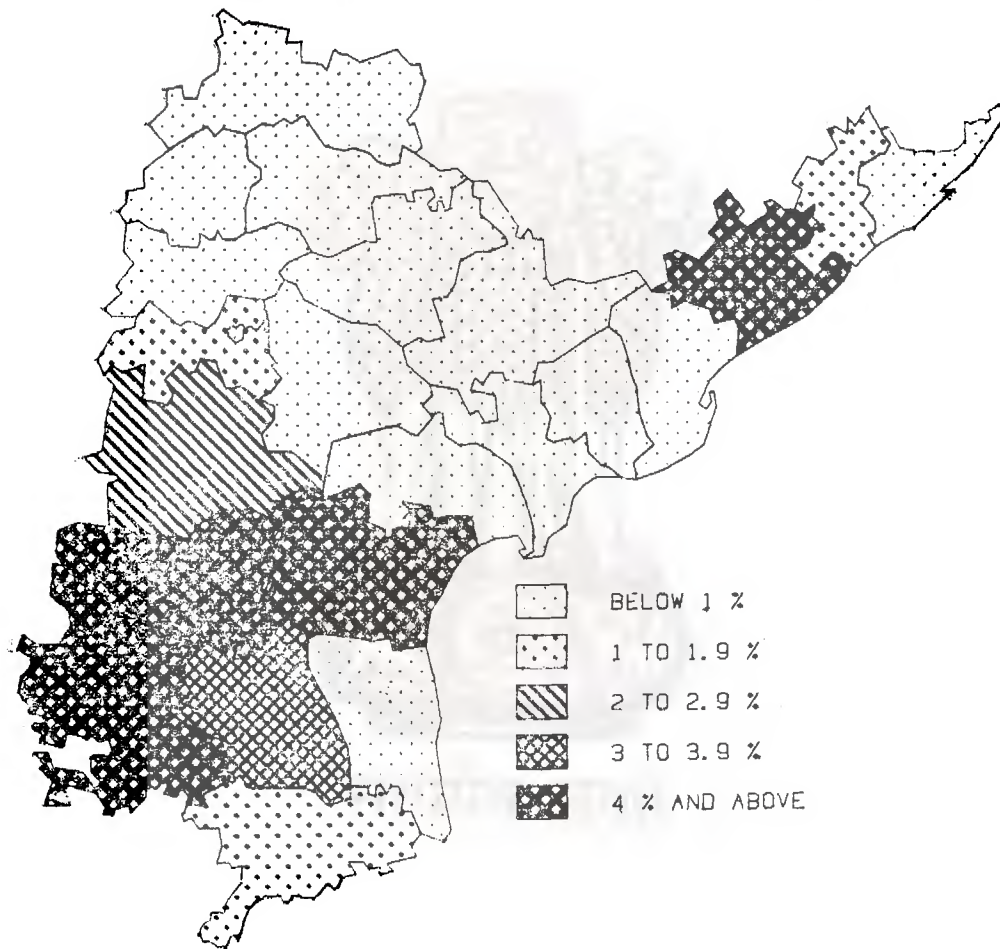 BELOW 1 %
1 TO 1.9 %
2 TO 2.9 %
3 TO 3.9 %
4 % AND ABOVE